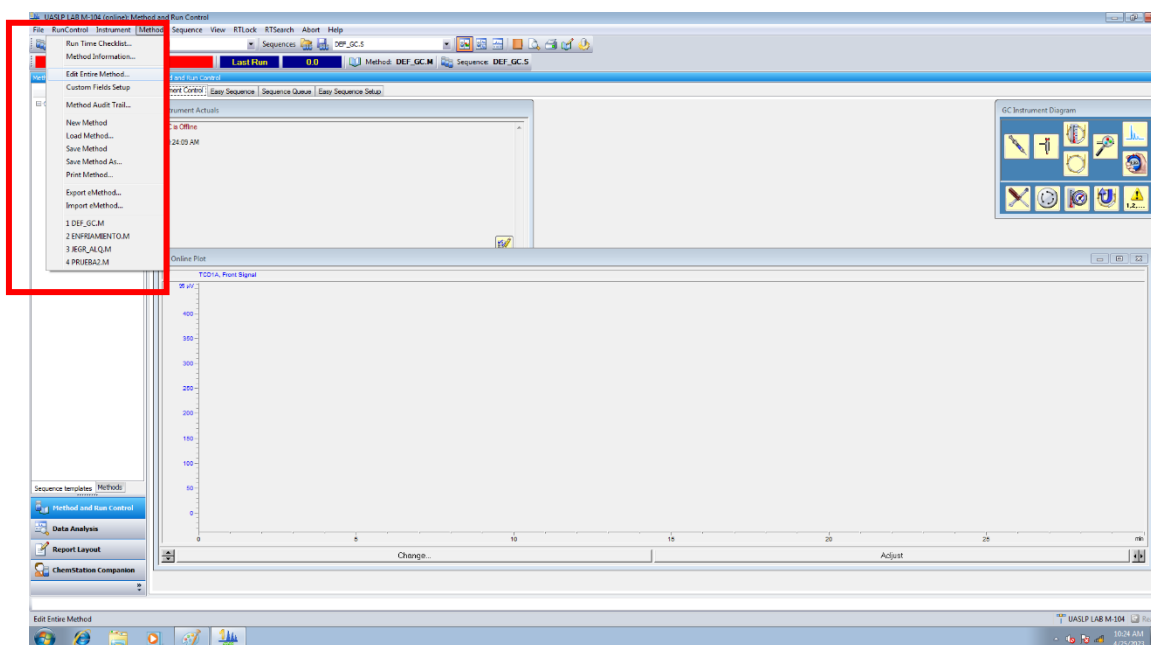 UASLP LAB M-104 (online): Method and Run Control
File RunControl Instrument Method Sequence View RTLock RTSearch Abort Help
Run Time Checklist...
Method Information...
Edit Entire Method...
Custom Fields Setup
Method Audit Trail...
New Method
Load Method...
Save Method
Save Method As...
Print Method...
Export eMethod...
Import eMethod...
1 DEF_GC.M
2 ENFRIAMIENTO.M
3 JEGR_ALQ.M
4 PRUEBA2.M
Sequences DEF_GC.S
Last Run 0.0 Method: DEF_GC.M Sequence: DEF_GC.S
and Run Control
Control Easy Sequence Sequence Queue Easy Sequence Setup
Actuals
is Offline
:24:09 AM
GC Instrument Diagram
1,2,...
Online Plot
TCD1A, Front Signal
400
350
300
250
200
150
100
50
0
0 5 10 15 20 25 min
Change... Adjust
Sequence templates Methods
Method and Run Control
Data Analysis
Report Layout
ChemStation Companion
Edit Entire Method
UASLP LAB M-104
10:24 AM
4/25/2023